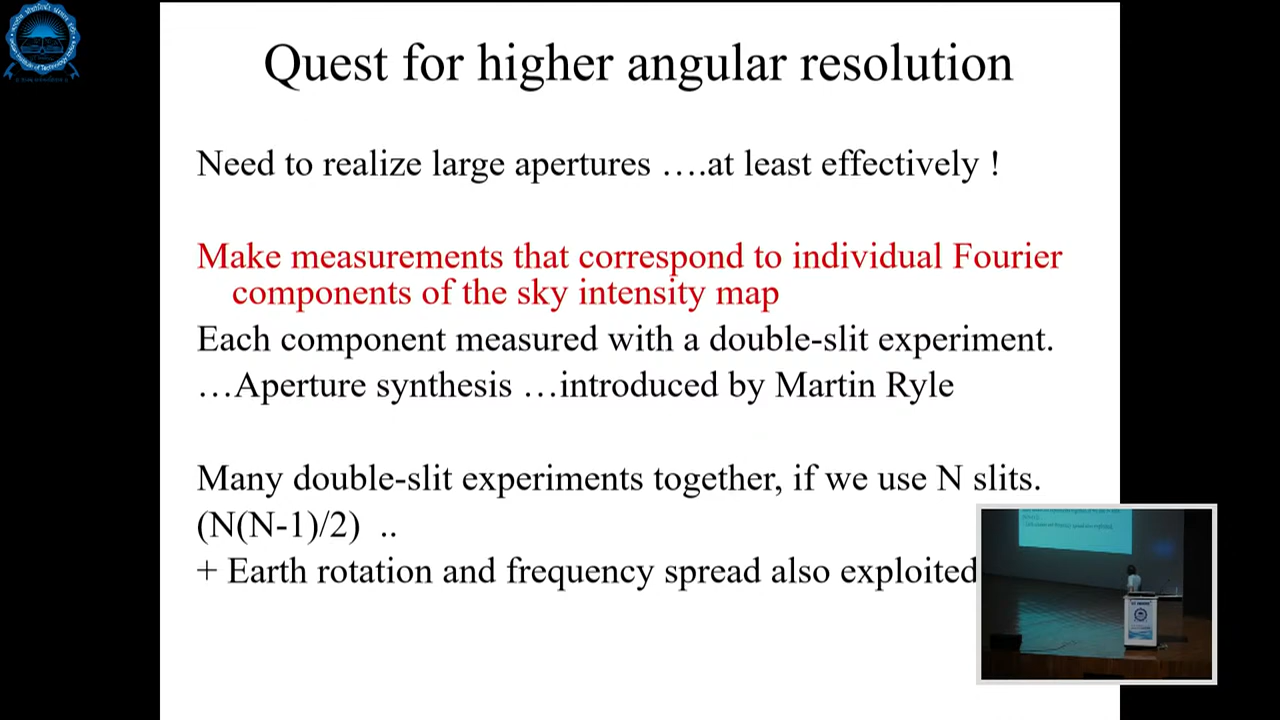 Quest for higher angular resolution
Need to realize large apertures ….at least effectively !
Make measurements that correspond to individual Fourier
components of the sky intensity map
Each component measured with a double-slit experiment.
…Aperture synthesis …introduced by Martin Ryle
Many double-slit experiments together, if we use N slits.
(N(N-1)/2) ..
+ Earth rotation and frequency spread also exploited